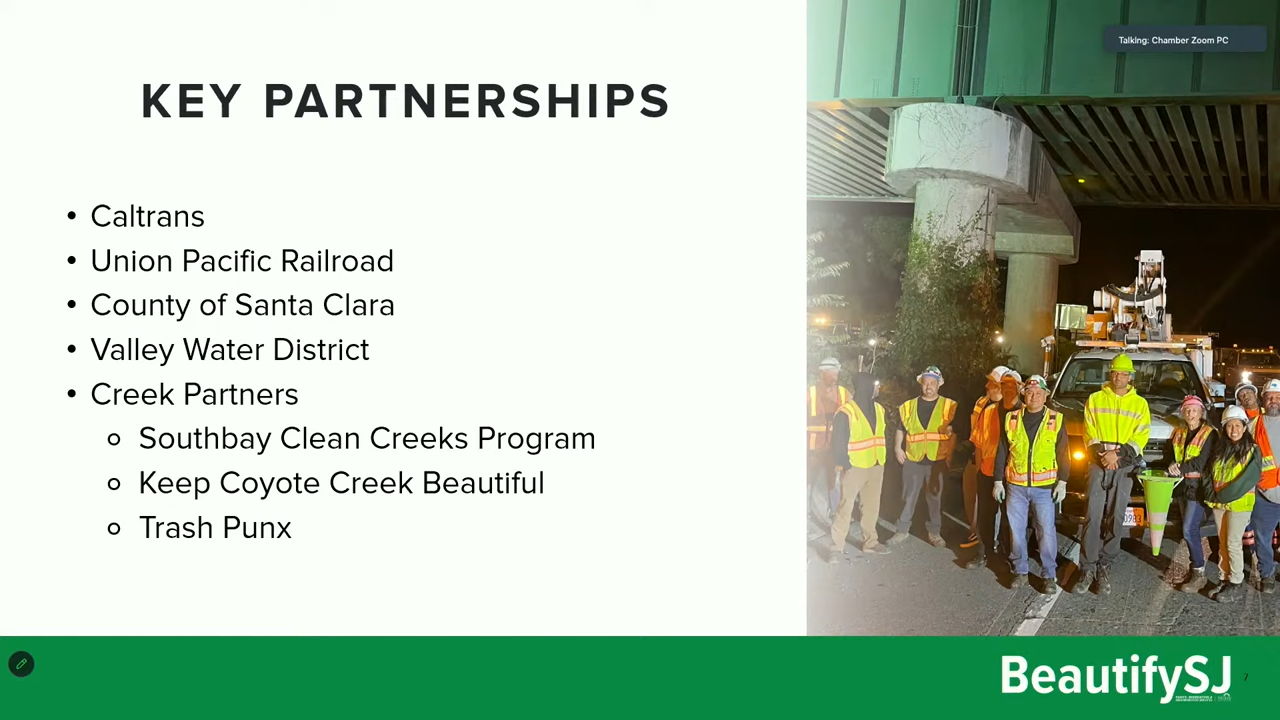 Talking: Chamber Zoom PC
KEY PARTNERSHIPS
• Caltrans
• Union Pacific Railroad
• County of Santa Clara
• Valley Water District
• Creek Partners
○ Southbay Clean Creeks Program
○ Keep Coyote Creek Beautiful
○ Trash Punx
BeautifySJ
7